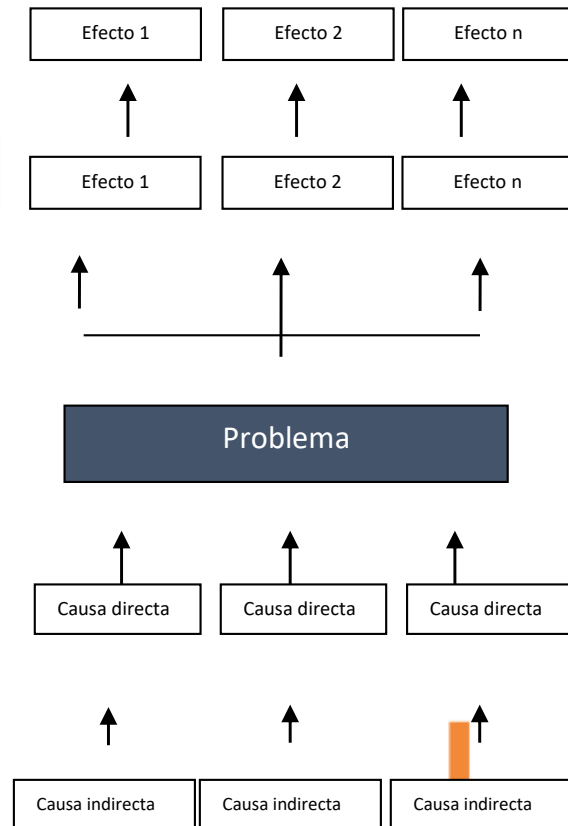 Efecto 1
Efecto 2
Efecto n
Efecto 1
Efecto 2
Efecto n
Problema
Causa directa
Causa directa
Causa directa
Causa indirecta
Causa indirecta
Causa indirecta